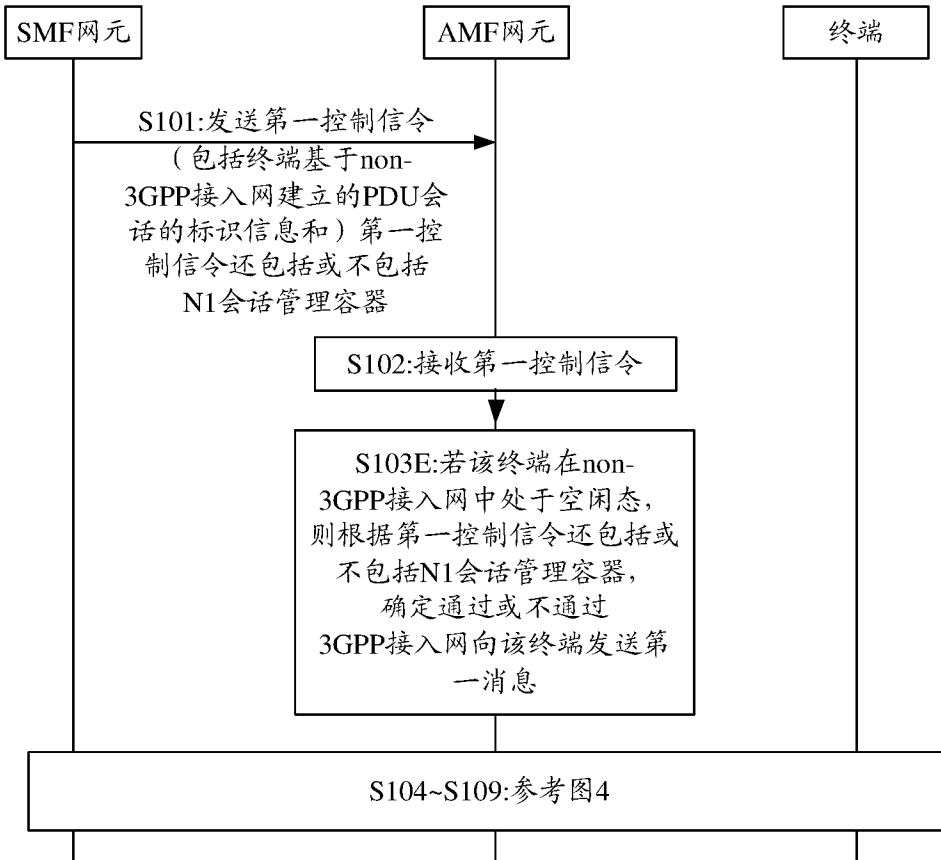 SMF网元
AMF网元
终端
S101:发送第一控制信令
（包括终端基于non-
3GPP接入网建立的PDU会
话的标识信息和）第一控
制信令还包括或不包括
N1会话管理容器
S102:接收第一控制信令
S103E:若该终端在non-
3GPP接入网中处于空闲态，
则根据第一控制信令还包括或
不包括N1会话管理容器，
确定通过或不通过
3GPP接入网向该终端发送第
一消息
S104~S109:参考图4